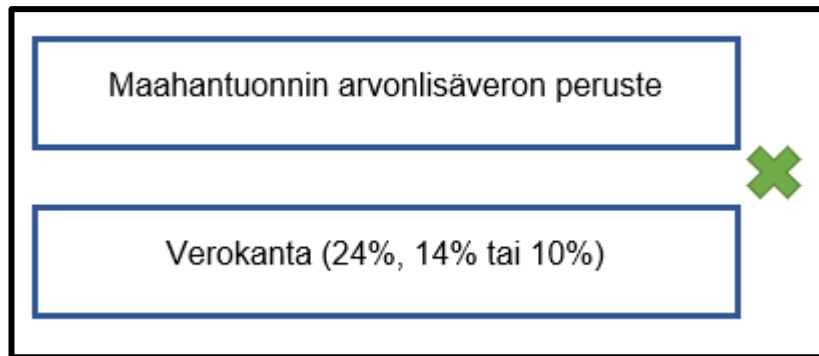 Maahantuonnin arvonlisäveron peruste
Verokanta (24%, 14% tai 10%)